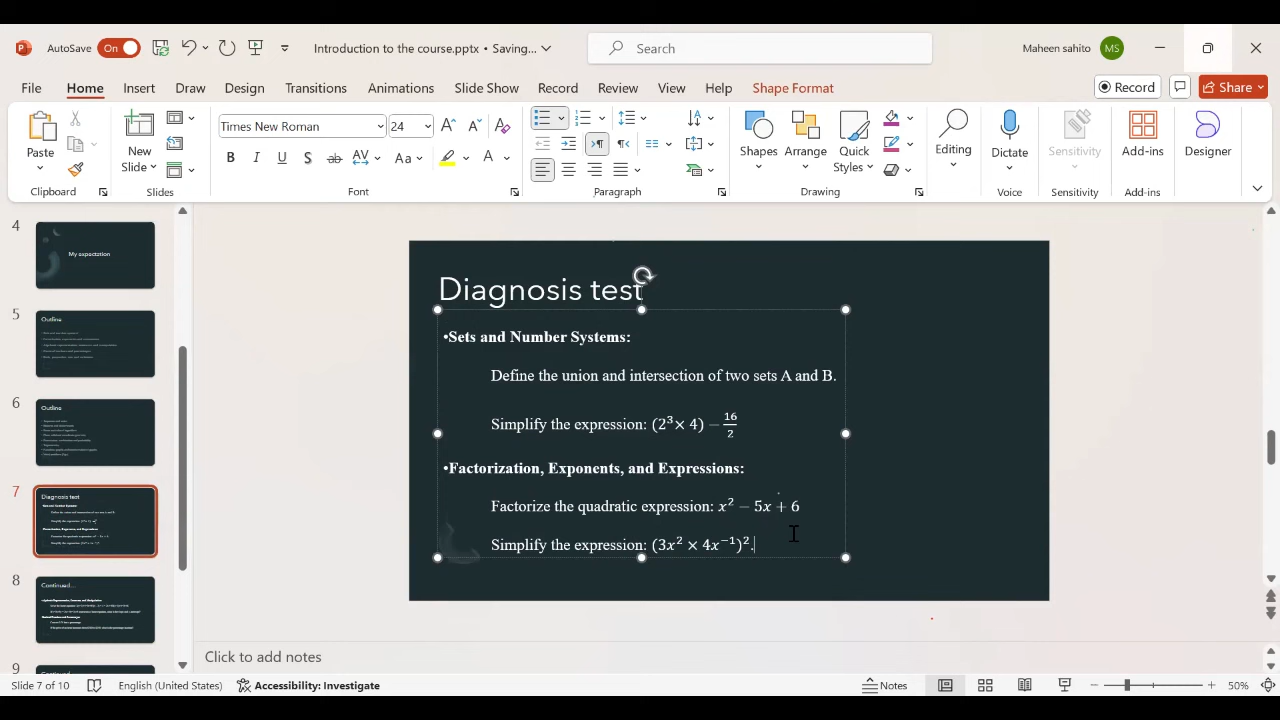 AutoSave On Introduction to the course.pptx • Saving... Search Maheen sahito MS
File Home Insert Draw Design Transitions Animations Slide Show Record Review View Help Shape Format Record Share
Times New Roman 24
Paste New Slide Shapes Arrange Quick Styles Editing Dictate Sensitivity Add-ins Designer
Clipboard Slides Font Paragraph Drawing Voice Sensitivity Add-ins
4
My expectation
5
Outline
6
Outline
7
Diagnosis test
8
Continued...
9
Diagnosis test
•Sets and Number Systems:
Define the union and intersection of two sets A and B.
Simplify the expression: (2³ × 4) − 16/2
•Factorization, Exponents, and Expressions:
Factorize the quadratic expression: x² − 5x + 6
Simplify the expression: (3x² × 4x⁻¹)².
Click to add notes
Slide 7 of 10 English (United States) Accessibility: Investigate Notes 50%